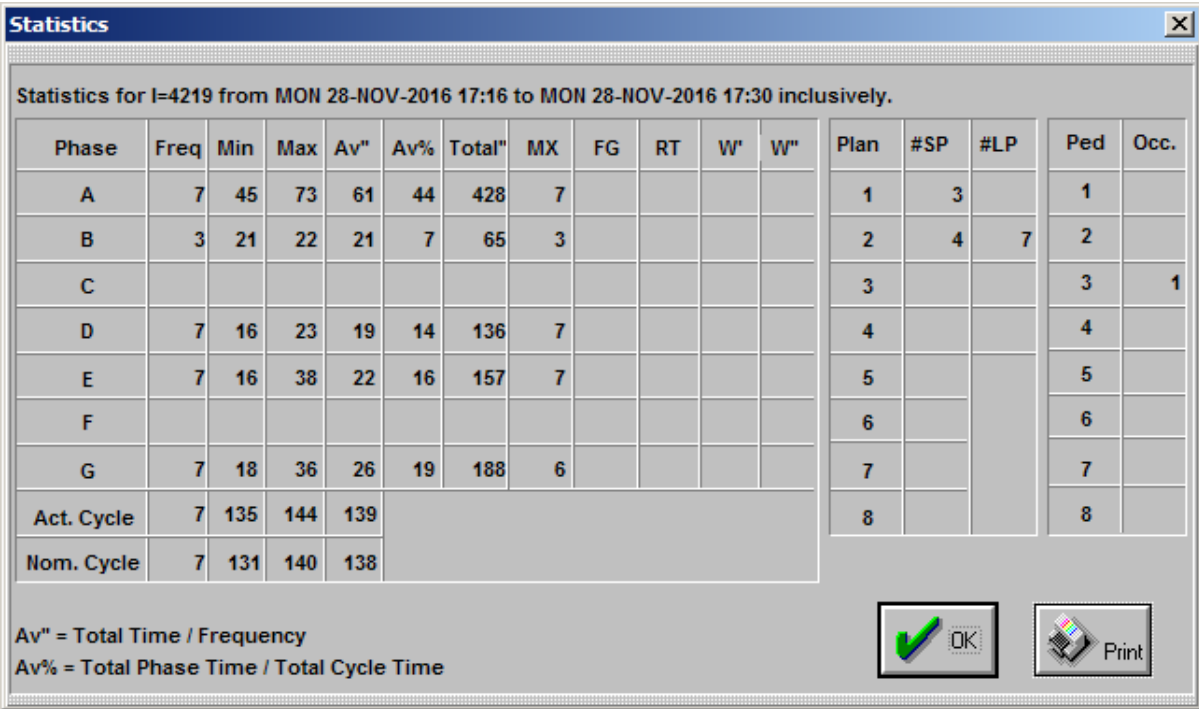 Statistics
Statistics for I=4219 from MON 28-NOV-2016 17:16 to MON 28-NOV-2016 17:30 inclusively.
Phase Freq Min Max Av" Av% Total" MX FG RT W' W" Plan #SP #LP Ped Occ.
A 7 45 73 61 44 428 7 1 3 1
B 3 21 22 21 7 65 3 2 4 7 2
C 3 3 1
D 7 16 23 19 14 136 7 4 4
E 7 16 38 22 16 157 7 5 5
F 6 6
G 7 18 36 26 19 188 6 7 7
Act. Cycle 7 135 144 139 8 8
Nom. Cycle 7 131 140 138
Av" = Total Time / Frequency
Av% = Total Phase Time / Total Cycle Time
OK Print